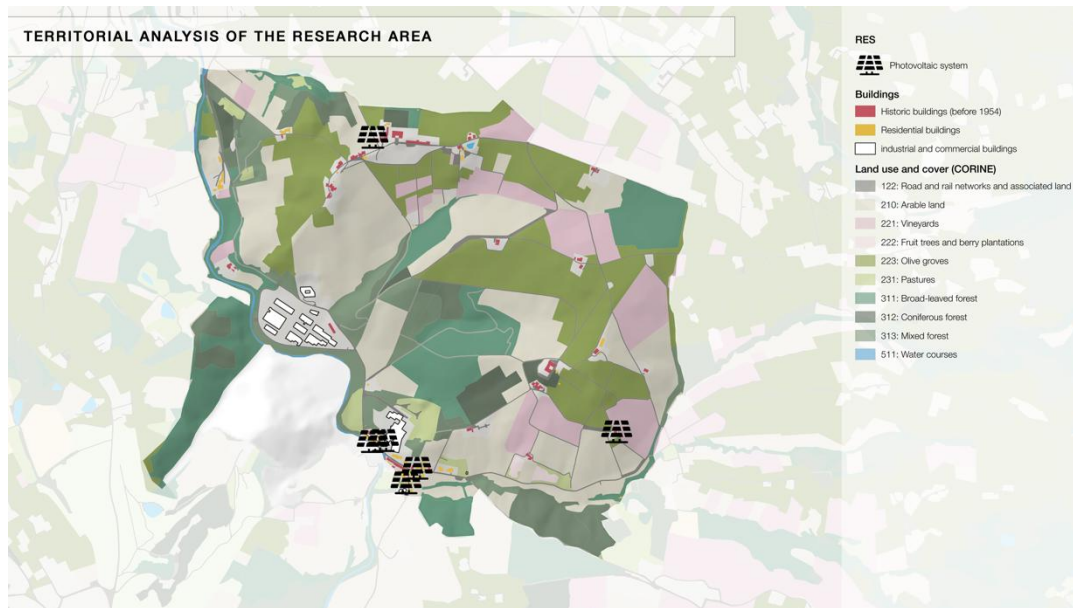 TERRITORIAL ANALYSIS OF THE RESEARCH AREA
RES
Photovoltaic system
Buildings
Historic buildings (before 1954)
Residential buildings
industrial and commercial buildings
Land use and cover (CORINE)
122: Road and rail networks and associated land
210: Arable land
221: Vineyards
222: Fruit trees and berry plantations
223: Olive groves
231: Pastures
311: Broad-leaved forest
312: Coniferous forest
313: Mixed forest
511: Water courses